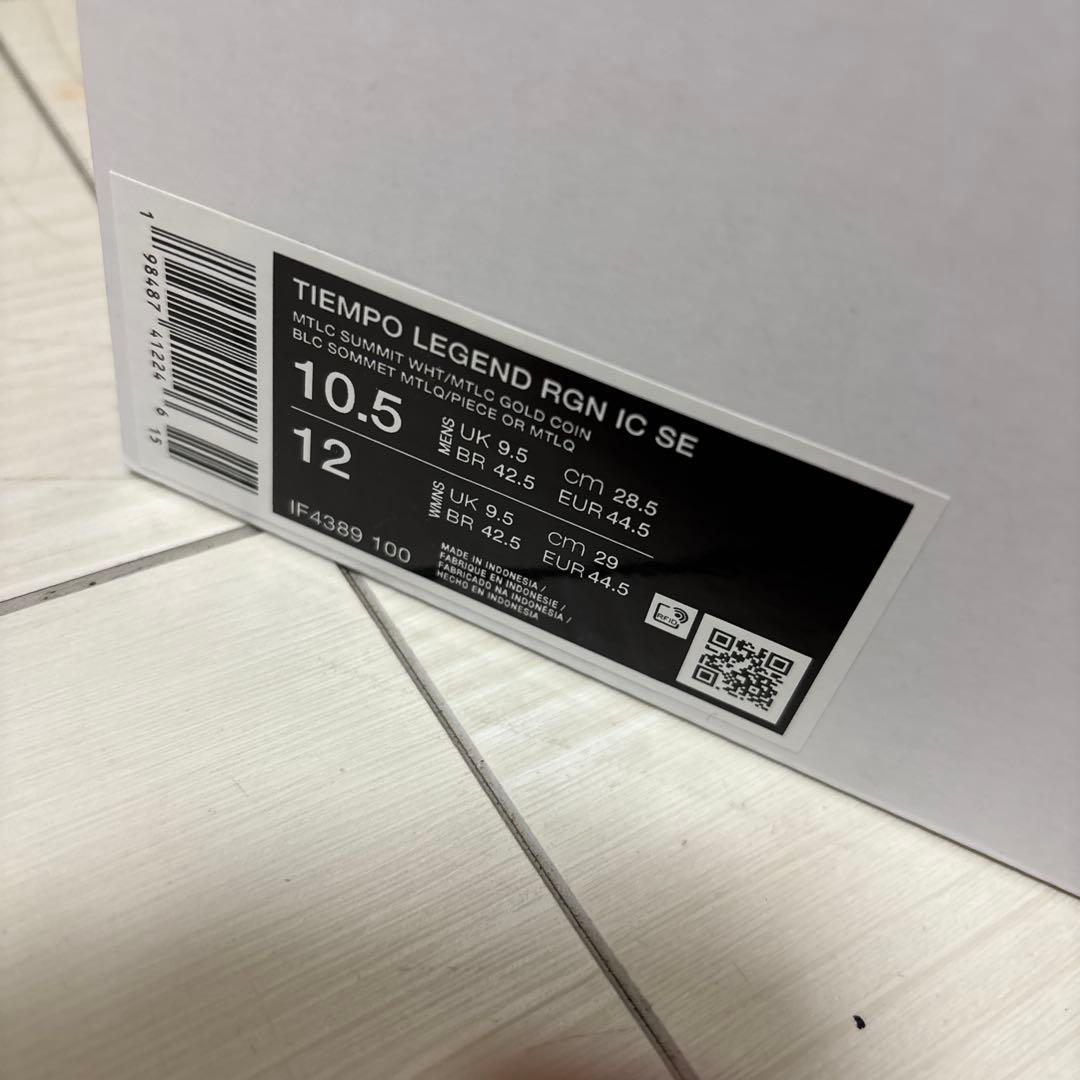 1 98487 41224 6 15
TIEMPO LEGEND RGN IC SE
MTLC SUMMIT WHT/MTLC GOLD COIN
BLC SOMMET MTLQ/PIECE OR MTLQ
10.5 MENS UK 9.5 cm 28.5
BR 42.5 EUR 44.5
12 WMNS UK 9.5 cm 29
BR 42.5 EUR 44.5
IF4389 100
MADE IN INDONESIA /
FABRIQUE EN INDONESIE /
FABRICADO NA INDONÉSIA /
HECHO EN INDONESIA
RFID